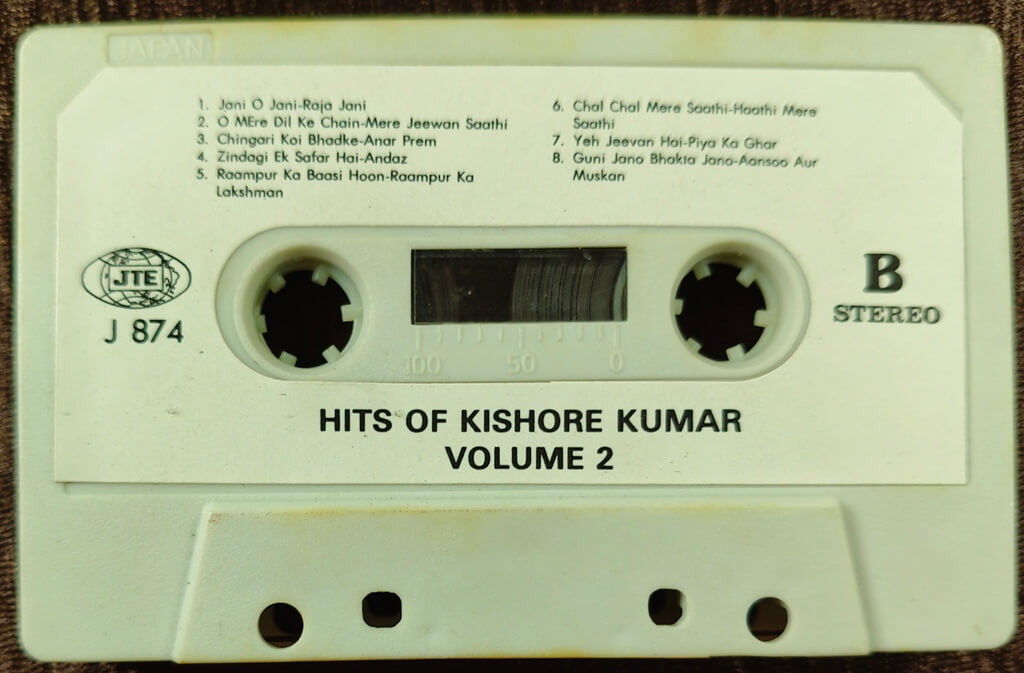 JAPAN
1. Jani O Jani-Raja Jani
2. O MEre Dil Ke Chain-Mere Jeewan Saathi
3. Chingari Koi Bhadke-Anar Prem
4. Zindagi Ek Safar Hai-Andaz
5. Raampur Ka Baasi Hoon-Raampur Ka
Lakshman
6. Chal Chal Mere Saathi-Haathi Mere
Saathi
7. Yeh Jeevan Hai-Piya Ka Ghar
8. Guni Jano Bhakta Jano-Aansoo Aur
Muskan
JTE
J 874
B
STEREO
100 50 0
HITS OF KISHORE KUMAR
VOLUME 2